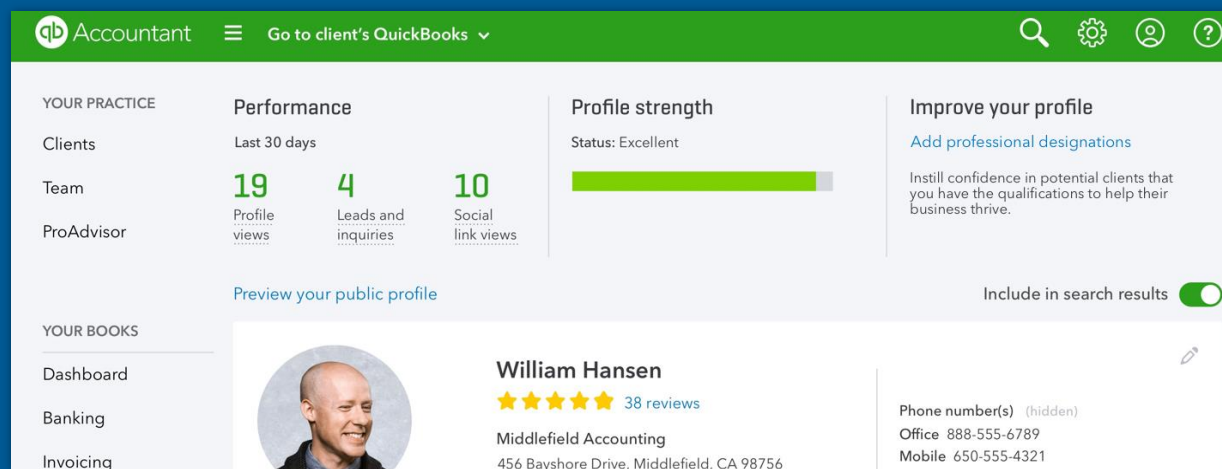 qb Accountant
Go to client's QuickBooks
YOUR PRACTICE
Clients
Team
ProAdvisor
YOUR BOOKS
Dashboard
Banking
Invoicing
Performance
Last 30 days
19
Profile
views
4
Leads and
inquiries
10
Social
link views
Profile strength
Status: Excellent
Improve your profile
Add professional designations
Instill confidence in potential clients that
you have the qualifications to help their
business thrive.
Preview your public profile
Include in search results
William Hansen
38 reviews
Middlefield Accounting
456 Bayshore Drive, Middlefield, CA 98756
Phone number(s) (hidden)
Office 888-555-6789
Mobile 650-555-4321